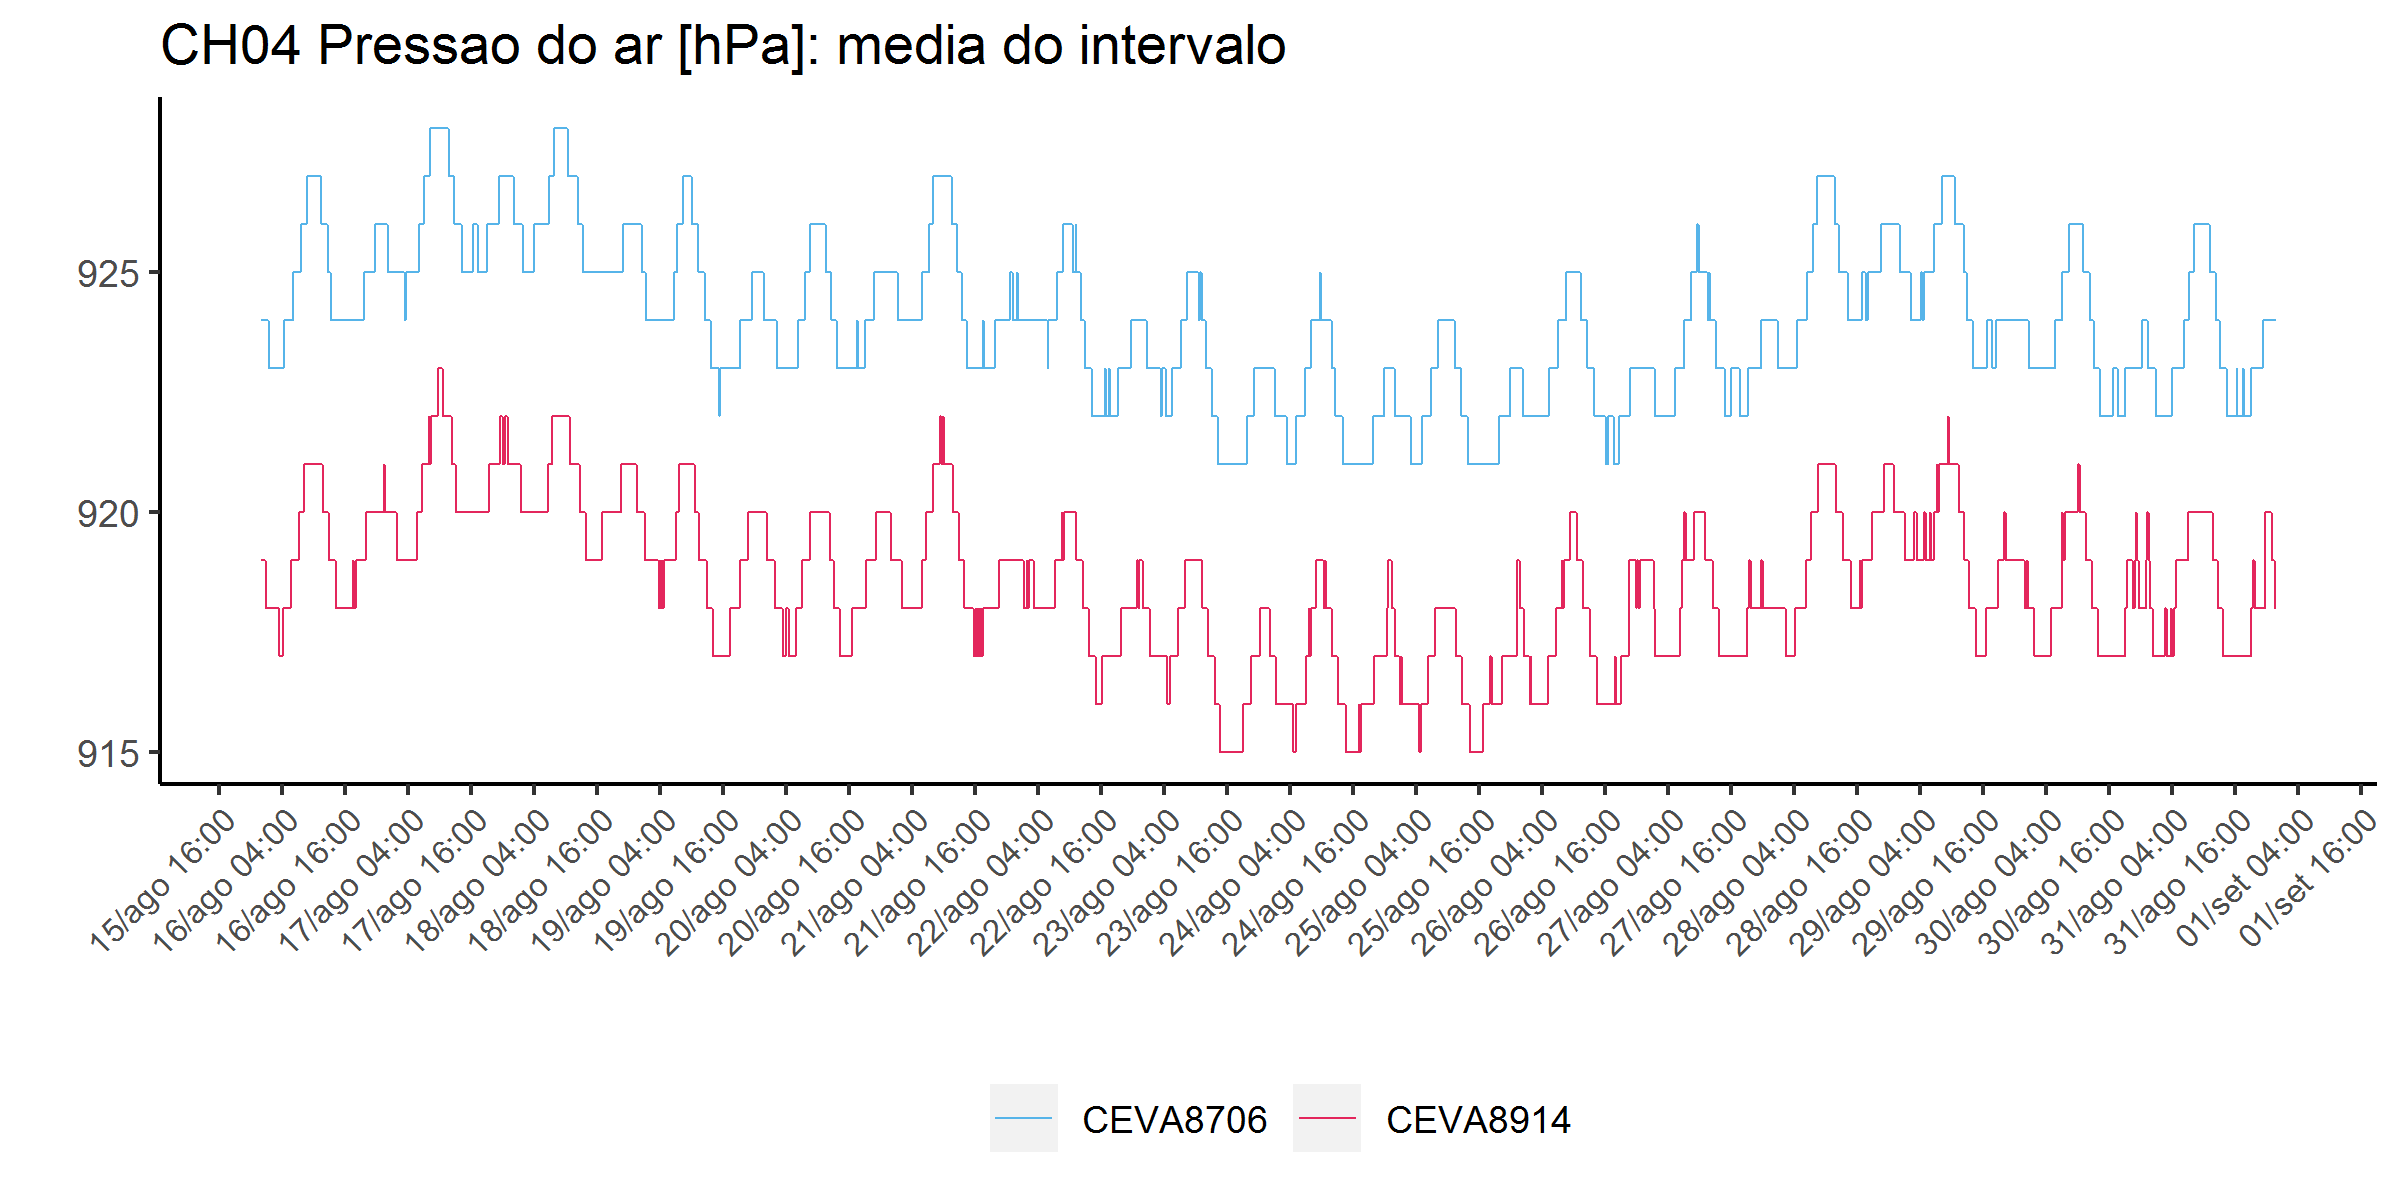 CH04 Pressao do ar [hPa]: media do intervalo
925
920
915
15/ago 16:00
16/ago 04:00
16/ago 16:00
17/ago 04:00
17/ago 16:00
18/ago 04:00
18/ago 16:00
19/ago 04:00
19/ago 16:00
20/ago 04:00
20/ago 16:00
21/ago 04:00
21/ago 16:00
22/ago 04:00
22/ago 16:00
23/ago 04:00
23/ago 16:00
24/ago 04:00
24/ago 16:00
25/ago 04:00
25/ago 16:00
26/ago 04:00
26/ago 16:00
27/ago 04:00
27/ago 16:00
28/ago 04:00
28/ago 16:00
29/ago 04:00
29/ago 16:00
30/ago 04:00
30/ago 16:00
31/ago 04:00
31/ago 16:00
01/set 04:00
01/set 16:00
CEVA8706 CEVA8914